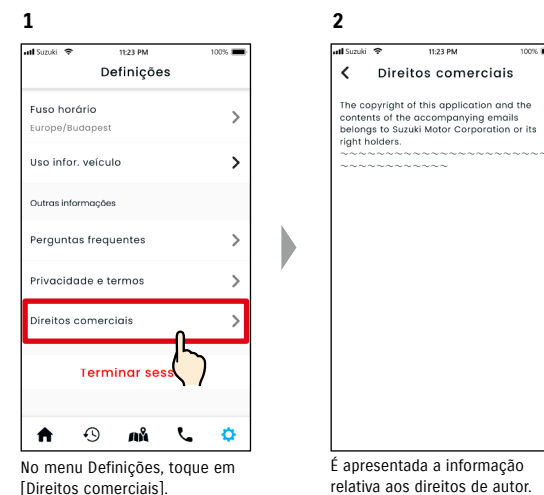 1
Suzuki 11:23 PM 100%
Definições
Fuso horário
Europe/Budapest
Uso infor. veículo
Outras informações
Perguntas frequentes
Privacidade e termos
Direitos comerciais
Terminar sess
No menu Definições, toque em
[Direitos comerciais].
2
Suzuki 11:23 PM 100%
Direitos comerciais
The copyright of this application and the
contents of the accompanying emails
belongs to Suzuki Motor Corporation or its
right holders.
~~~~~~~~~~~~~~~~~~~~~~~
~~~~~~~~~~~~
É apresentada a informação
relativa aos direitos de autor.